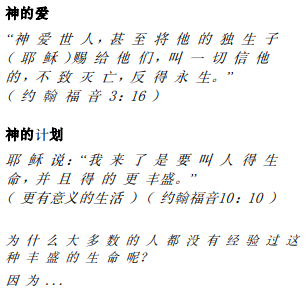 神的爱
“神 爱 世 人，甚 至 将 他 的 独 生 子
（ 耶 稣 ）赐 给 他 们，叫 一 切 信 他
的，不 致 灭 亡，反 得 永 生。”
（ 约 翰 福 音 3：16 ）
神的计划
耶 稣 说：“我 来 了 是 要 叫 人 得 生
命，并 且 得 的 更 丰盛。”
（ 更有意义的生活 ）（ 约翰福音10：10 ）
为 什 么 大 多 数 的 人 都 没 有 经 验 过 这
种 丰 盛 的 生 命 呢？
因 为 ...